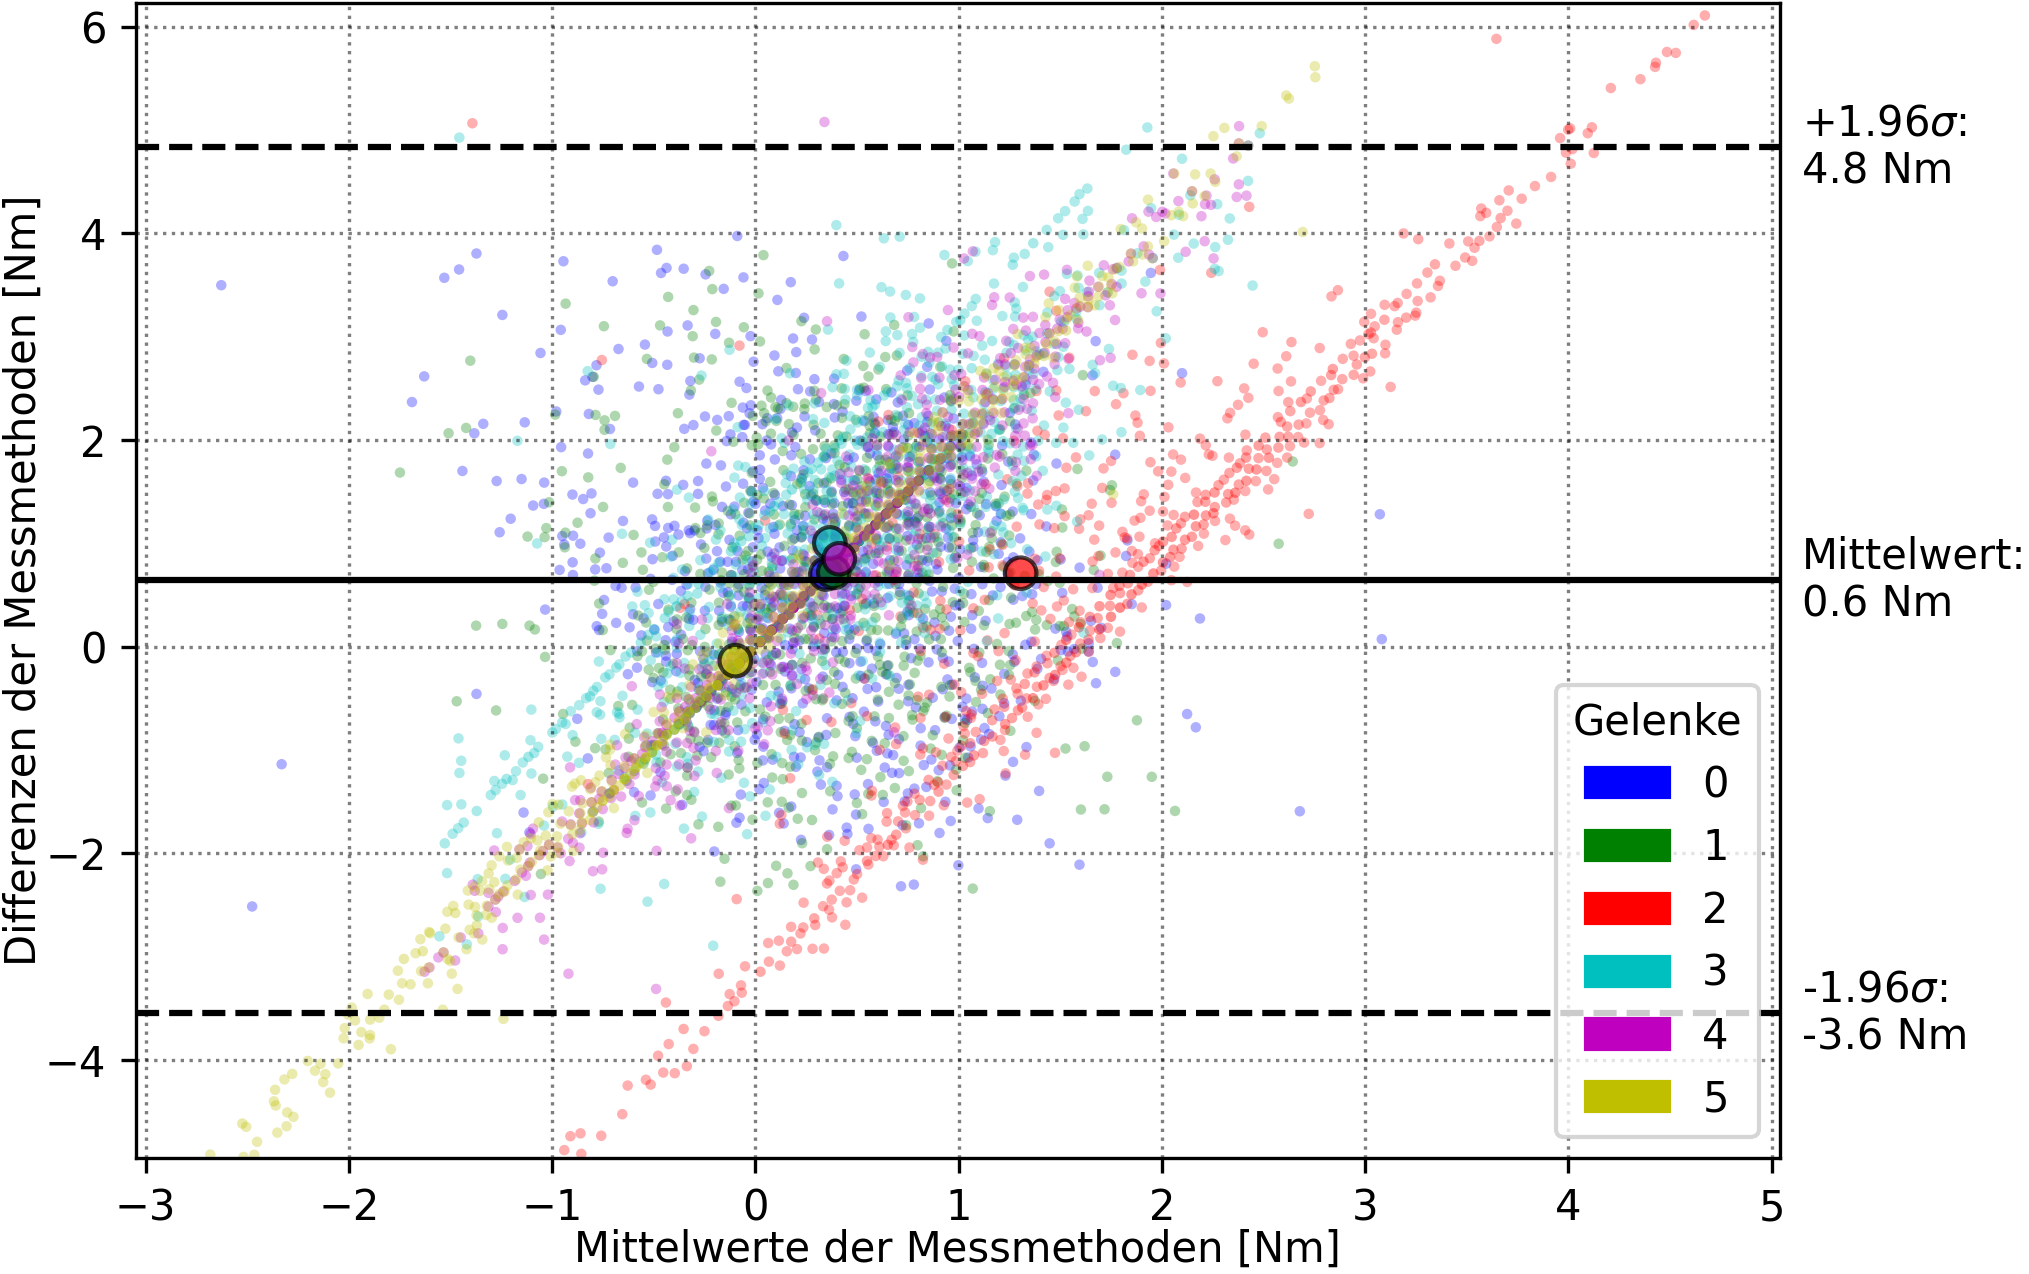 Differenzen der Messmethoden [Nm]
6
4
2
0
−2
−4
−3
−2
−1
0
1
2
3
4
5
Mittelwerte der Messmethoden [Nm]
+1.96σ:
4.8 Nm
Mittelwert:
0.6 Nm
-1.96σ:
-3.6 Nm
Gelenke
0
1
2
3
4
5